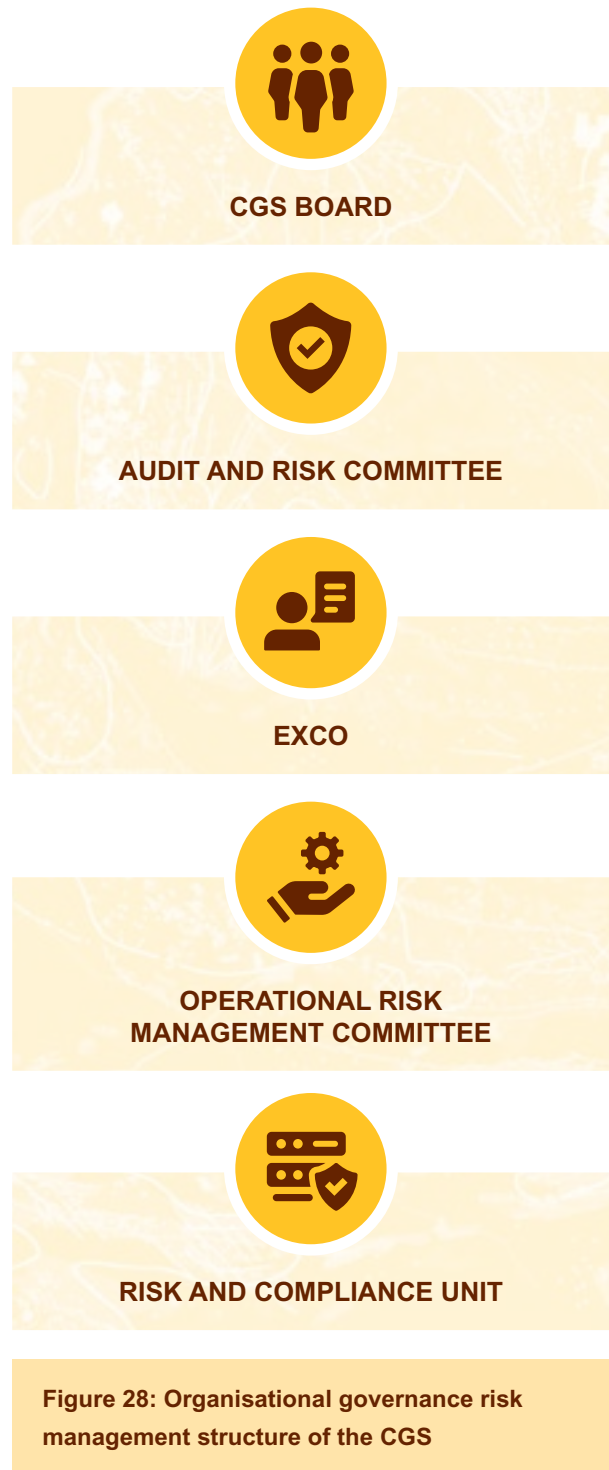 CGS BOARD
AUDIT AND RISK COMMITTEE
EXCO
OPERATIONAL RISK
MANAGEMENT COMMITTEE
RISK AND COMPLIANCE UNIT
Figure 28: Organisational governance risk
management structure of the CGS